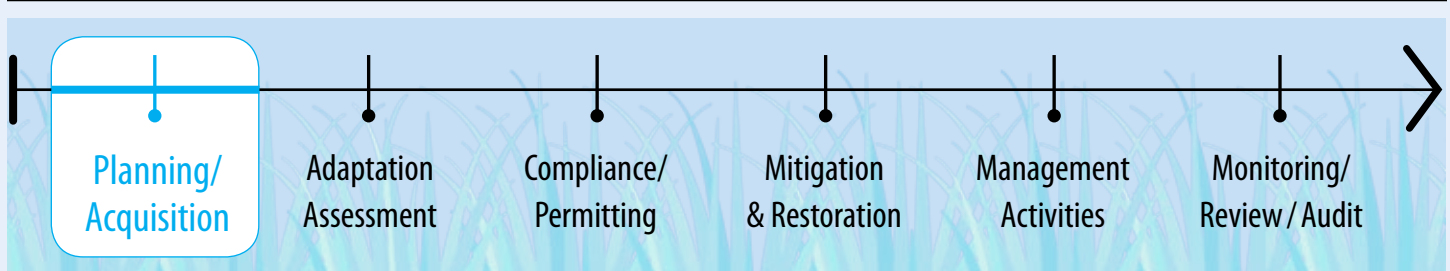 Planning/
Acquisition
Adaptation
Assessment
Compliance/
Permitting
Mitigation
& Restoration
Management
Activities
Monitoring/
Review / Audit